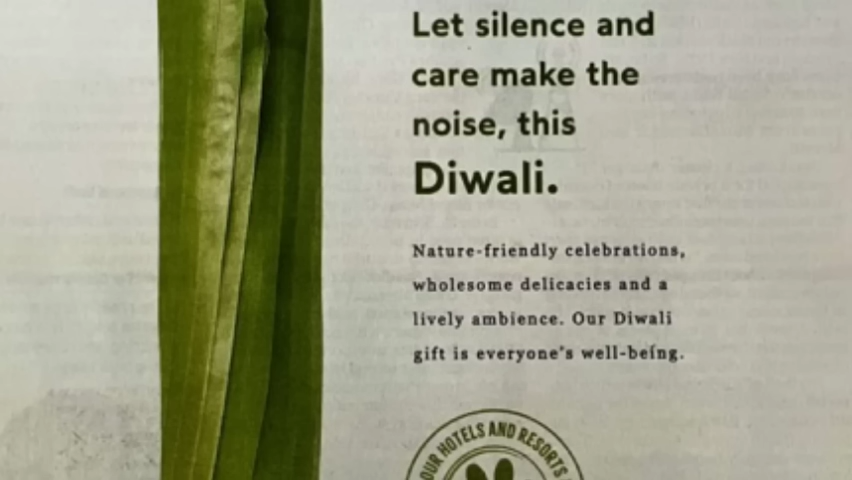 Let silence and
care make the
noise, this
Diwali.
Nature-friendly celebrations,
wholesome delicacies and a
lively ambience. Our Diwali
gift is everyone's well-being.
OUR HOTELS AND RESORTS